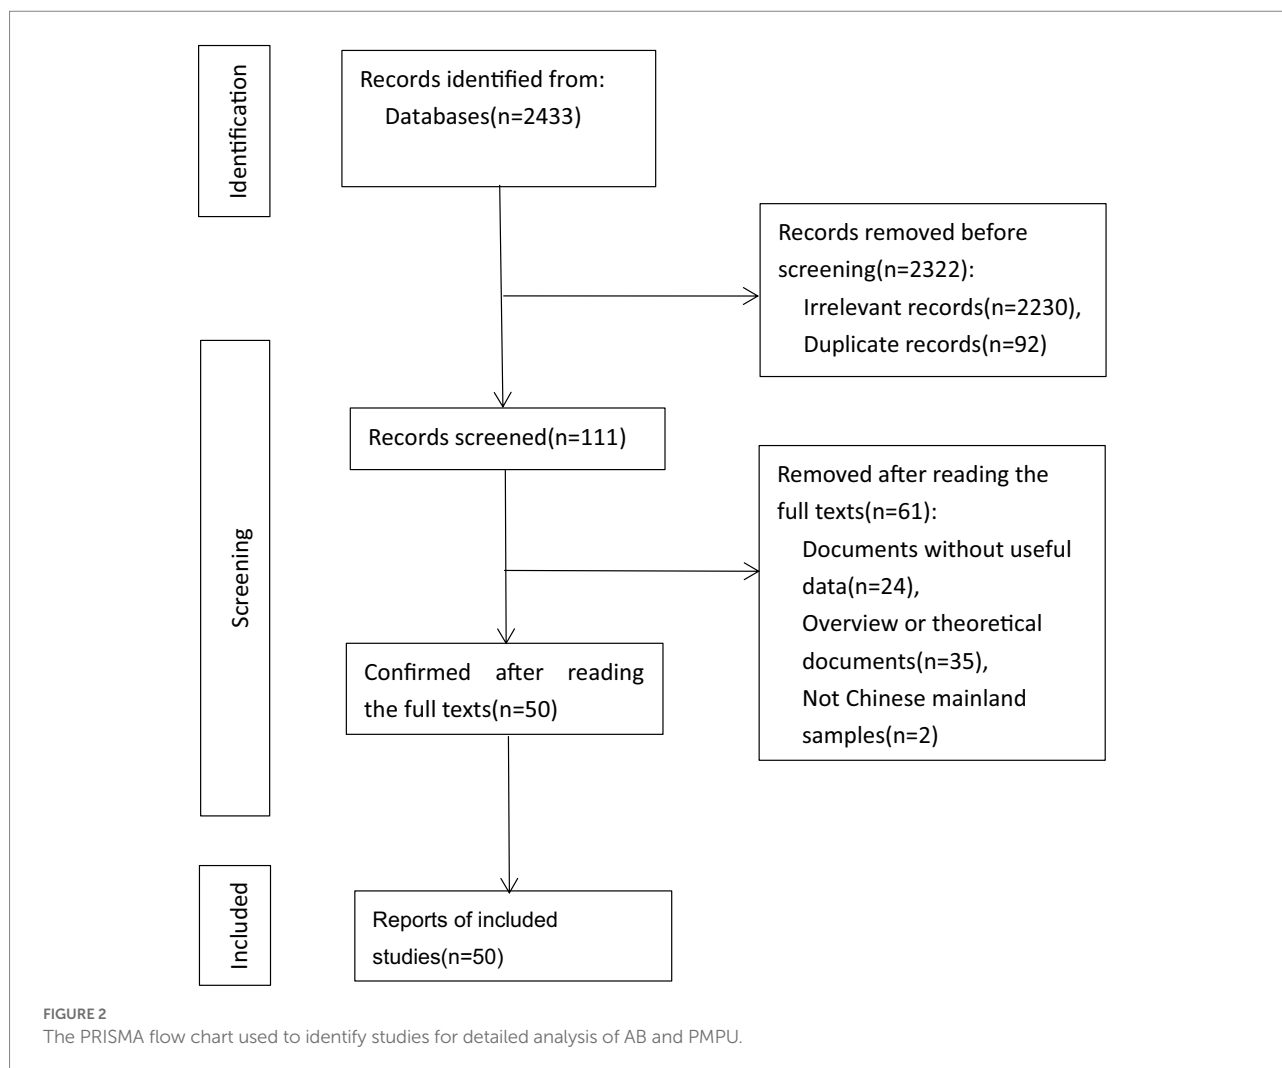 Identification
Records identified from:
Databases(n=2433)
Records removed before
screening(n=2322):
Irrelevant records(n=2230),
Duplicate records(n=92)
Screening
Records screened(n=111)
Removed after reading the
full texts(n=61):
Documents without useful
data(n=24),
Overview or theoretical
documents(n=35),
Not Chinese mainland
samples(n=2)
Confirmed after reading
the full texts(n=50)
Included
Reports of included
studies(n=50)
FIGURE 2
The PRISMA flow chart used to identify studies for detailed analysis of AB and PMPU.